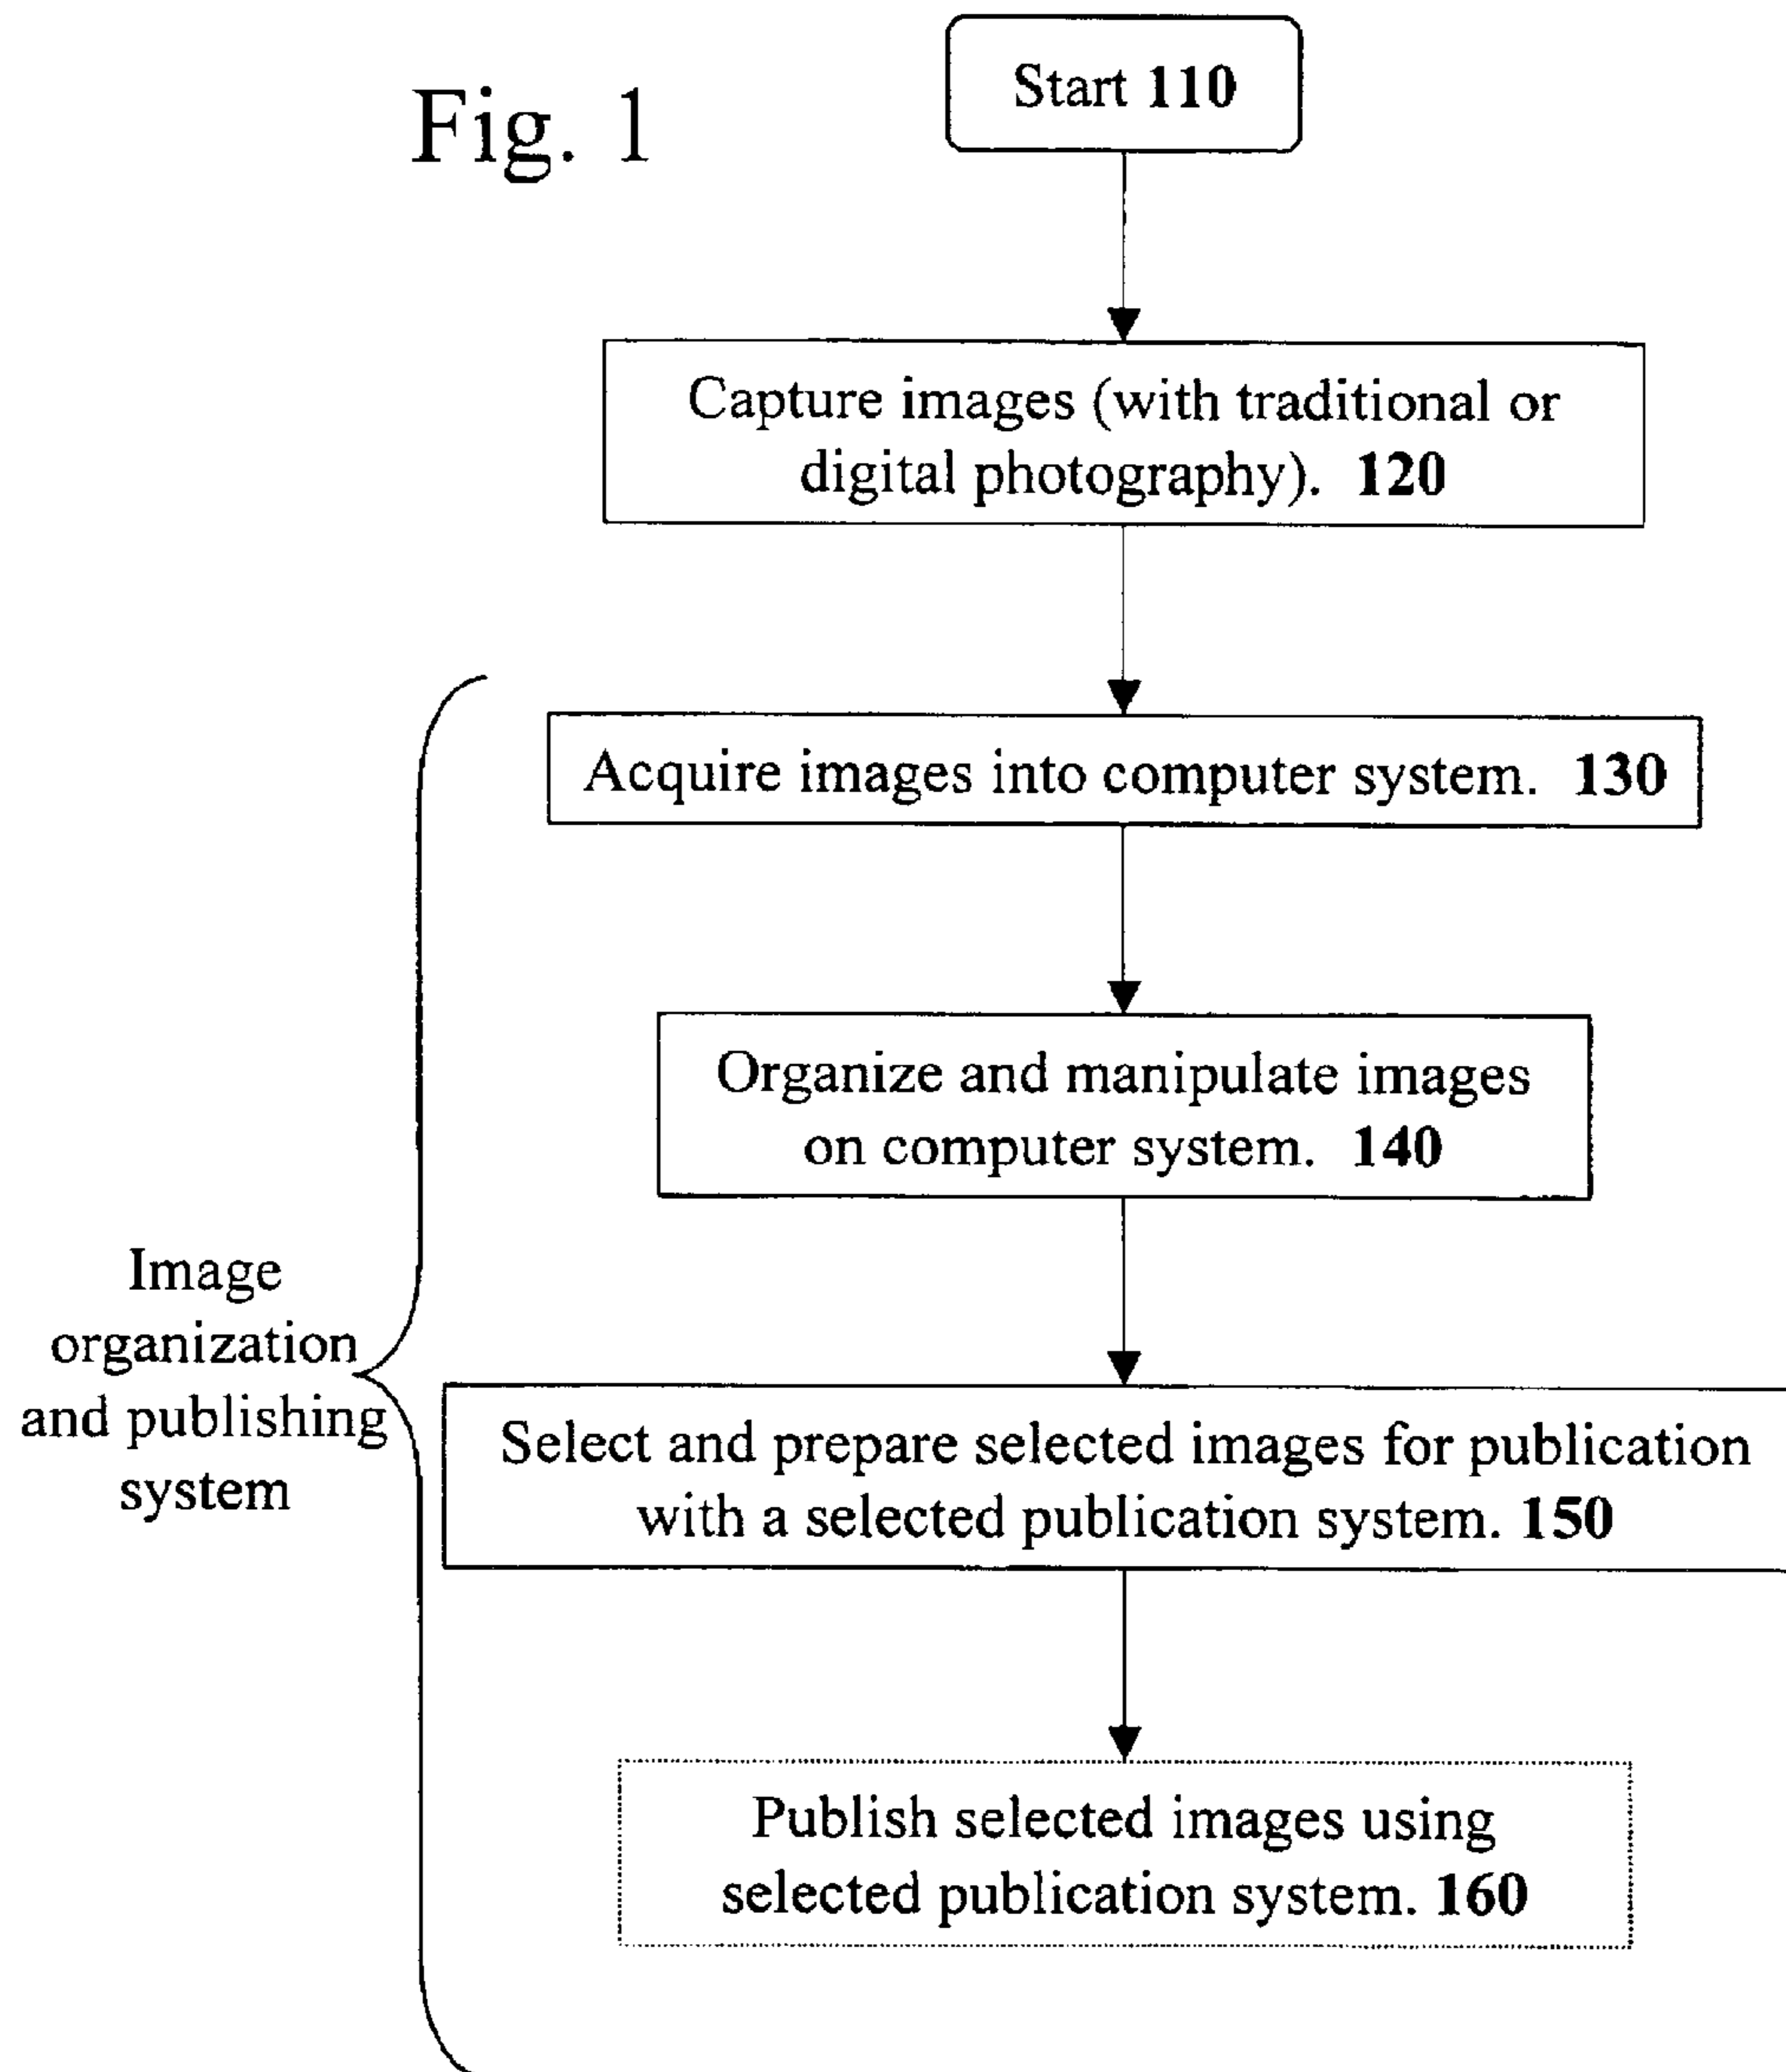 Fig. 1
Start 110
Capture images (with traditional or
digital photography). 120
Acquire images into computer system. 130
Organize and manipulate images
on computer system. 140
Image
organization
and publishing
system
Select and prepare selected images for publication
with a selected publication system. 150
Publish selected images using
selected publication system. 160